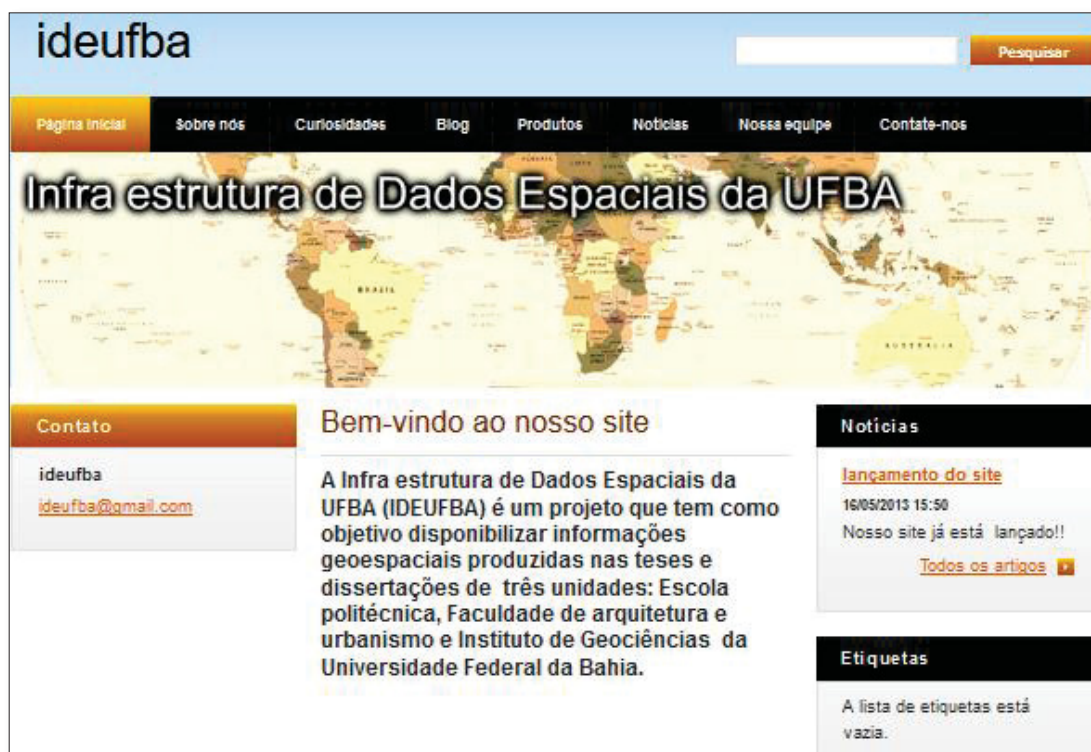 ideufba
Pesquisar
Página inicial Sobre nós Curiosidades Blog Produtos Notícias Nossa equipe Contate-nos
Infra estrutura de Dados Espaciais da UFBA
BRAZIL
AUSTRALIA
Contato
ideufba
ideufba@gmail.com
Bem-vindo ao nosso site
A Infra estrutura de Dados Espaciais da
UFBA (IDEUFBA) é um projeto que tem como
objetivo disponibilizar informações
geoespaciais produzidas nas teses e
dissertações de três unidades: Escola
politécnica, Faculdade de arquitetura e
urbanismo e Instituto de Geociências da
Universidade Federal da Bahia.
Notícias
lançamento do site
16/05/2013 15:50
Nosso site já está lançado!!
Todos os artigos
Etiquetas
A lista de etiquetas está
vazia.